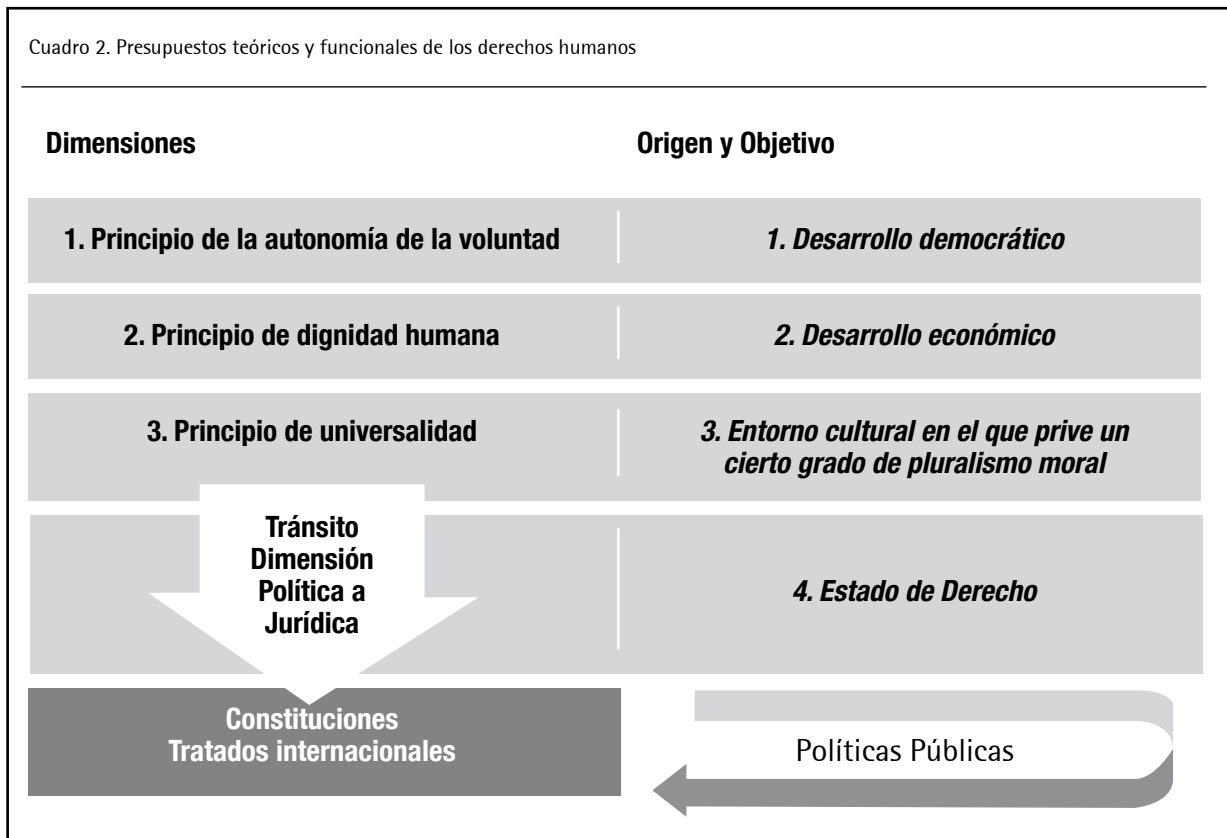 Cuadro 2. Presupuestos teóricos y funcionales de los derechos humanos
Dimensiones
Origen y Objetivo
1. Principio de la autonomía de la voluntad
1. Desarrollo democrático
2. Principio de dignidad humana
2. Desarrollo económico
3. Principio de universalidad
3. Entorno cultural en el que prive un
cierto grado de pluralismo moral
Tránsito
Dimensión
Política a
Jurídica
4. Estado de Derecho
Constituciones
Tratados internacionales
Políticas Públicas